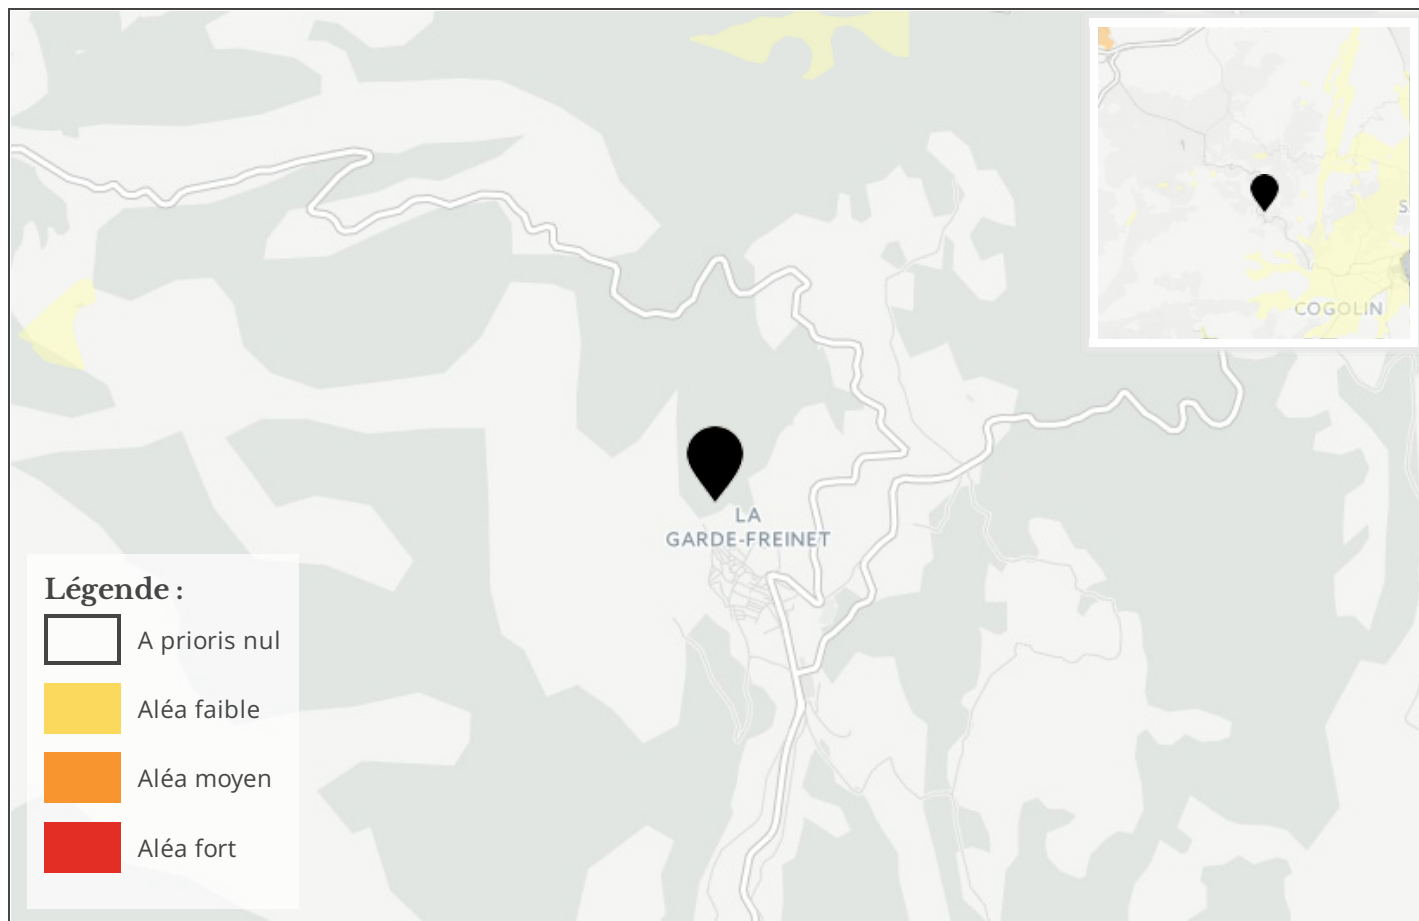 S
COGOLIN
LA
GARDE-FREINET
Légende :
A prioris nul
Aléa faible
Aléa moyen
Aléa fort